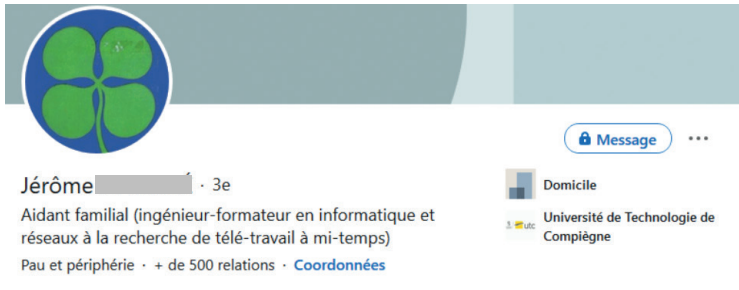 Message
Jérôme · 3e
Domicile
Aidant familial (ingénieur-formateur en informatique et
réseaux à la recherche de télé-travail à mi-temps)
utc
Université de Technologie de
Compiègne
Pau et périphérie · + de 500 relations · Coordonnées